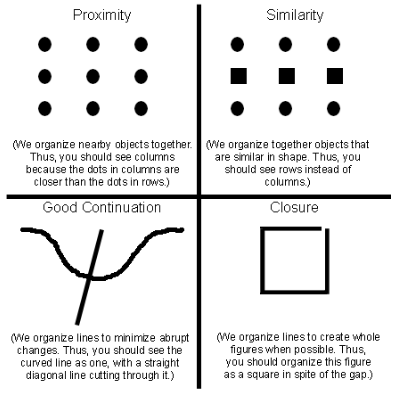 Proximity
(We organize nearby objects together.
Thus, you should see columns
because the dots in columns are
closer than the dots in rows.)
Similarity
(We organize together objects that
are similar in shape. Thus, you
should see rows instead of
columns.)
Good Continuation
(We organize lines to minimize abrupt
changes. Thus, you should see the
curved line as one, with a straight
diagonal line cutting through it.)
Closure
(We organize lines to create whole
figures when possible. Thus,
you should organize this figure
as a square in spite of the gap.)